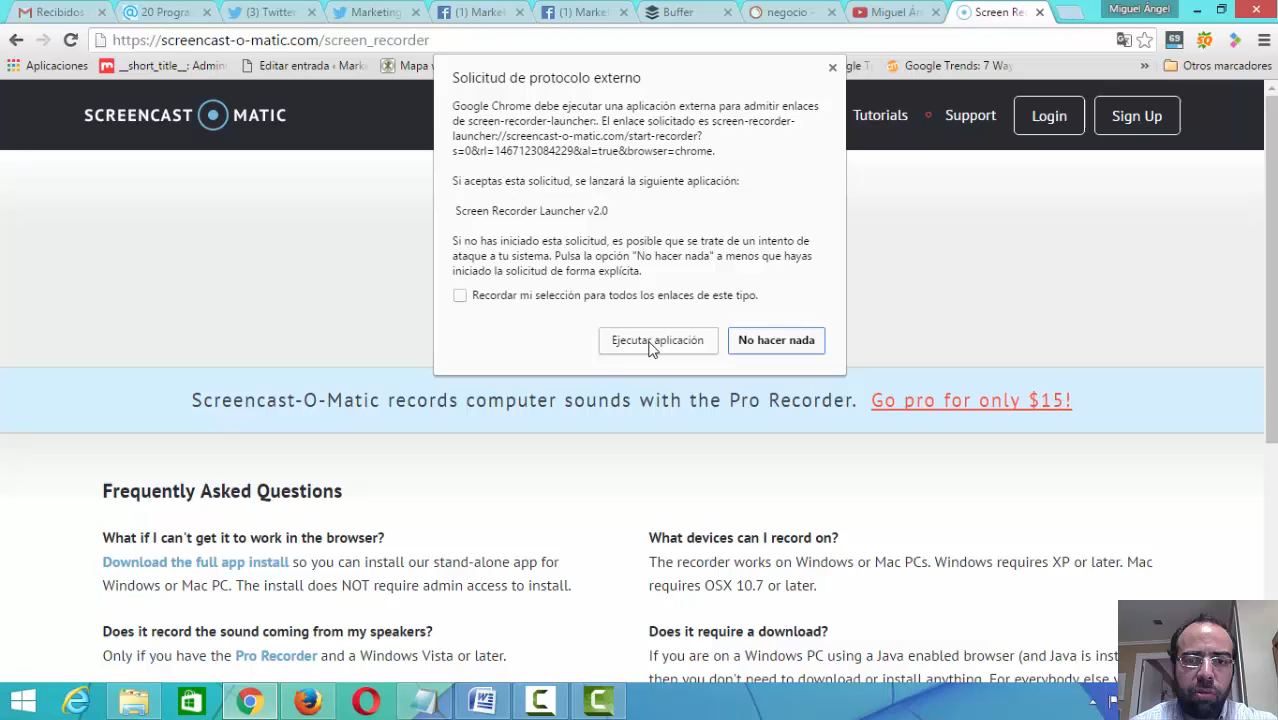 Recibidos
20 Progra
(3) Twitter
Marketing
(1) Marke
(1) Marke
Buffer
negocio -
Miguel Án
Screen Re
Miguel Ángel
https://screencast-o-matic.com/screen_recorder
69
Aplicaciones
__short_title__: Admin
Editar entrada ‹ Mark
Mapa
Google Trends: 7 Way
»
Otros marcadores
SCREENCAST MATIC
Tutorials
Support
Login
Sign Up
Solicitud de protocolo externo
Google Chrome debe ejecutar una aplicación externa para admitir enlaces
de screen-recorder-launcher:. El enlace solicitado es screen-recorder-
launcher://screencast-o-matic.com/start-recorder?
s=0&rl=1467123084229&al=true&browser=chrome.
Si aceptas esta solicitud, se lanzará la siguiente aplicación:
Screen Recorder Launcher v2.0
Si no has iniciado esta solicitud, es posible que se trate de un intento de
ataque a tu sistema. Pulsa la opción "No hacer nada" a menos que hayas
iniciado la solicitud de forma explícita.
Recordar mi selección para todos los enlaces de este tipo.
Ejecutar aplicación
No hacer nada
Screencast-O-Matic records computer sounds with the Pro Recorder. Go pro for only $15!
Frequently Asked Questions
What if I can't get it to work in the browser?
Download the full app install so you can install our stand-alone app for
Windows or Mac PC. The install does NOT require admin access to install.
What devices can I record on?
The recorder works on Windows or Mac PCs. Windows requires XP or later. Mac
requires OSX 10.7 or later.
Does it record the sound coming from my speakers?
Only if you have the Pro Recorder and a Windows Vista or later.
Does it require a download?
If you are on a Windows PC using a Java enabled browser (and Java is inst
then you don't need to download or install anything. For everybody